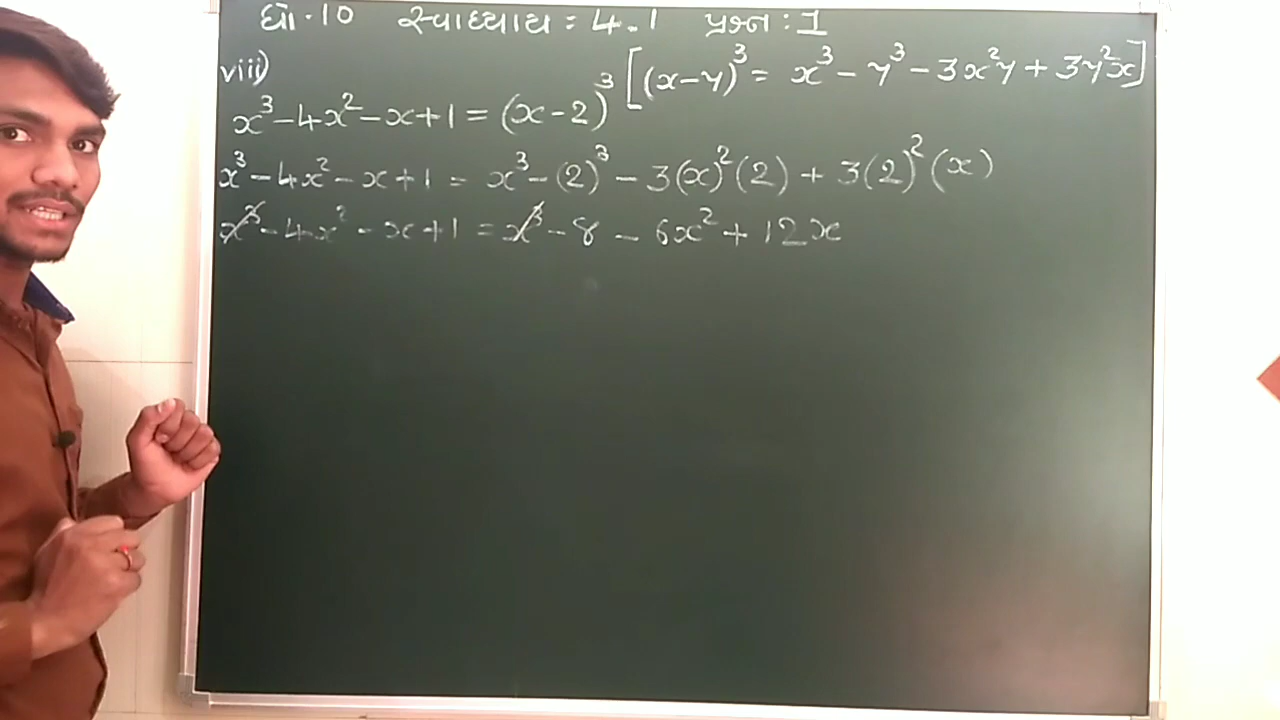 ધો.10 સ્વાધ્યાય = 4.1 પ્રશ્ન : 1
viii) [(x-y)³ = x³ - y³ - 3x²y + 3y²x]
x³-4x²-x+1 = (x-2)³
x³-4x²-x+1 = x³-(2)³ - 3(x)²(2) + 3(2)²(x)
x³-4x²-x+1 = x³-8 - 6x² + 12x